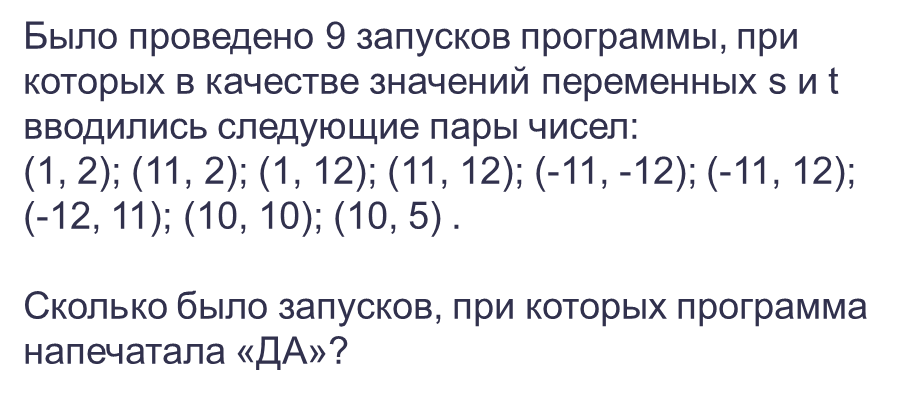 Было проведено 9 запусков программы, при
которых в качестве значений переменных s и t
вводились следующие пары чисел:
(1, 2); (11, 2); (1, 12); (11, 12); (-11, -12); (-11, 12);
(-12, 11); (10, 10); (10, 5) .
Сколько было запусков, при которых программа
напечатала «ДА»?